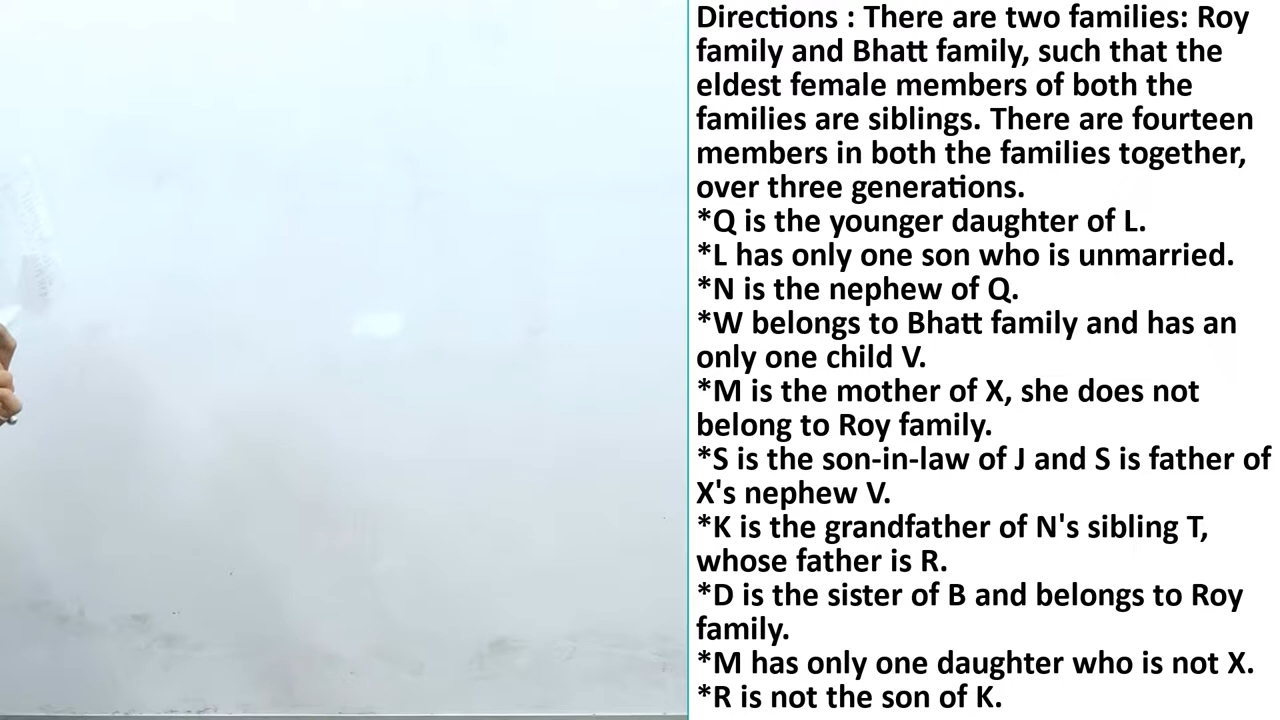 Directions : There are two families: Roy
family and Bhatt family, such that the
eldest female members of both the
families are siblings. There are fourteen
members in both the families together,
over three generations.
*Q is the younger daughter of L.
*L has only one son who is unmarried.
*N is the nephew of Q.
*W belongs to Bhatt family and has an
only one child V.
*M is the mother of X, she does not
belong to Roy family.
*S is the son-in-law of J and S is father of
X's nephew V.
*K is the grandfather of N's sibling T,
whose father is R.
*D is the sister of B and belongs to Roy
family.
*M has only one daughter who is not X.
*R is not the son of K.